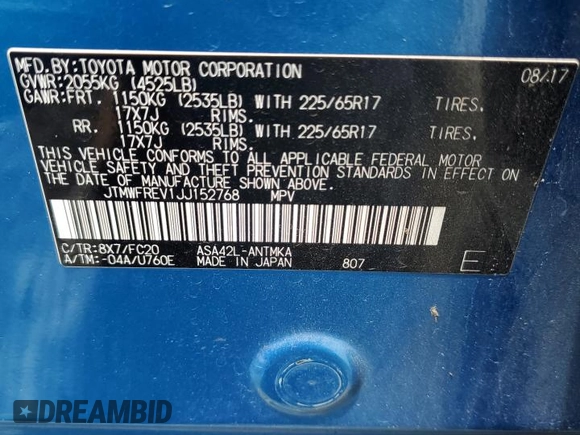 MFD.BY:TOYOTA MOTOR CORPORATION 08/17
GVWR:2055KG (4525LB)
GAWR:FRT. 1150KG (2535LB) WITH 225/65R17 TIRES.
17X7J RIMS.
RR. 1150KG (2535LB) WITH 225/65R17 TIRES.
17X7J RIMS.
THIS VEHICLE CONFORMS TO ALL APPLICABLE FEDERAL MOTOR
VEHICLE SAFETY AND THEFT PREVENTION STANDARDS IN EFFECT ON
THE DATE OF MANUFACTURE SHOWN ABOVE.
JTMWFREV1JJ152768 MPV
C/TR:8X7/FC20 ASA42L-ANTMKA
A/TM:-04A/U760E MADE IN JAPAN 807 E
DREAMBID